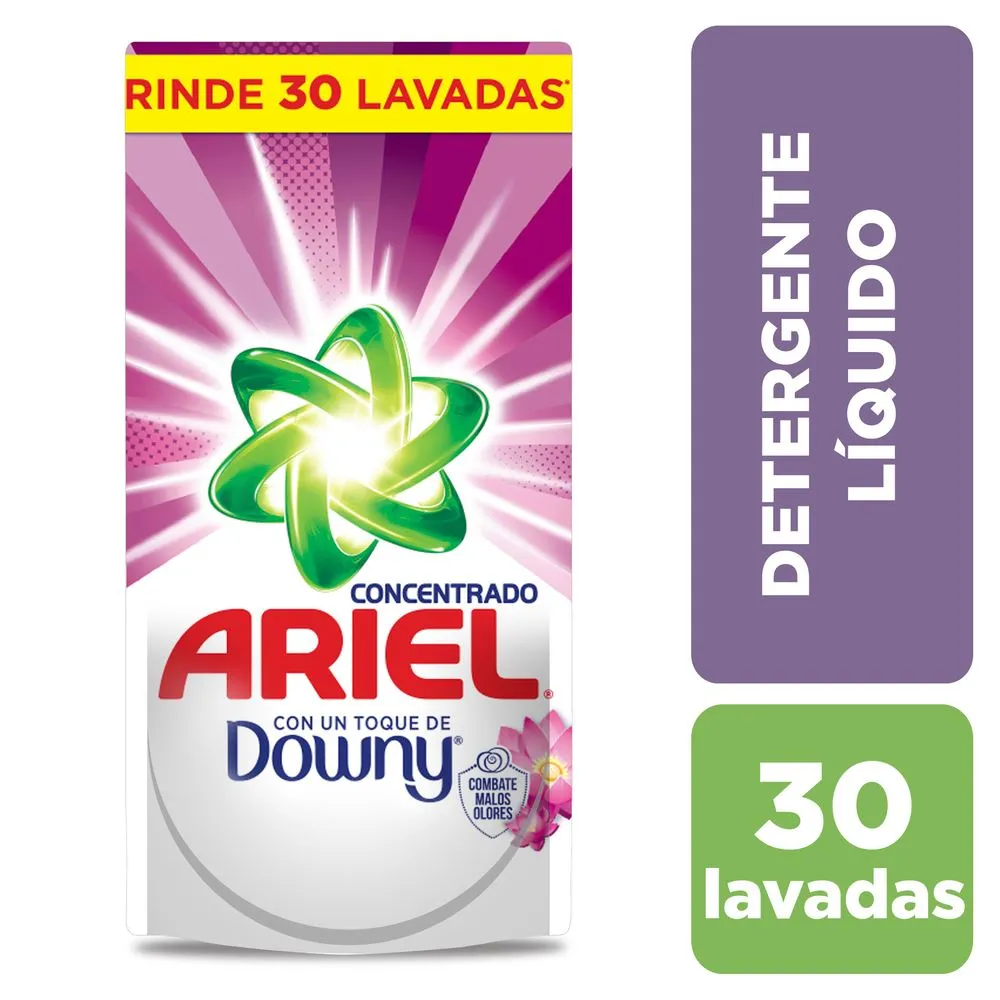 RINDE 30 LAVADAS*
CONCENTRADO
ARIEL®
CON UN TOQUE DE
Downy®
COMBATE
MALOS
OLORES
DETERGENTE
LÍQUIDO
30
lavadas